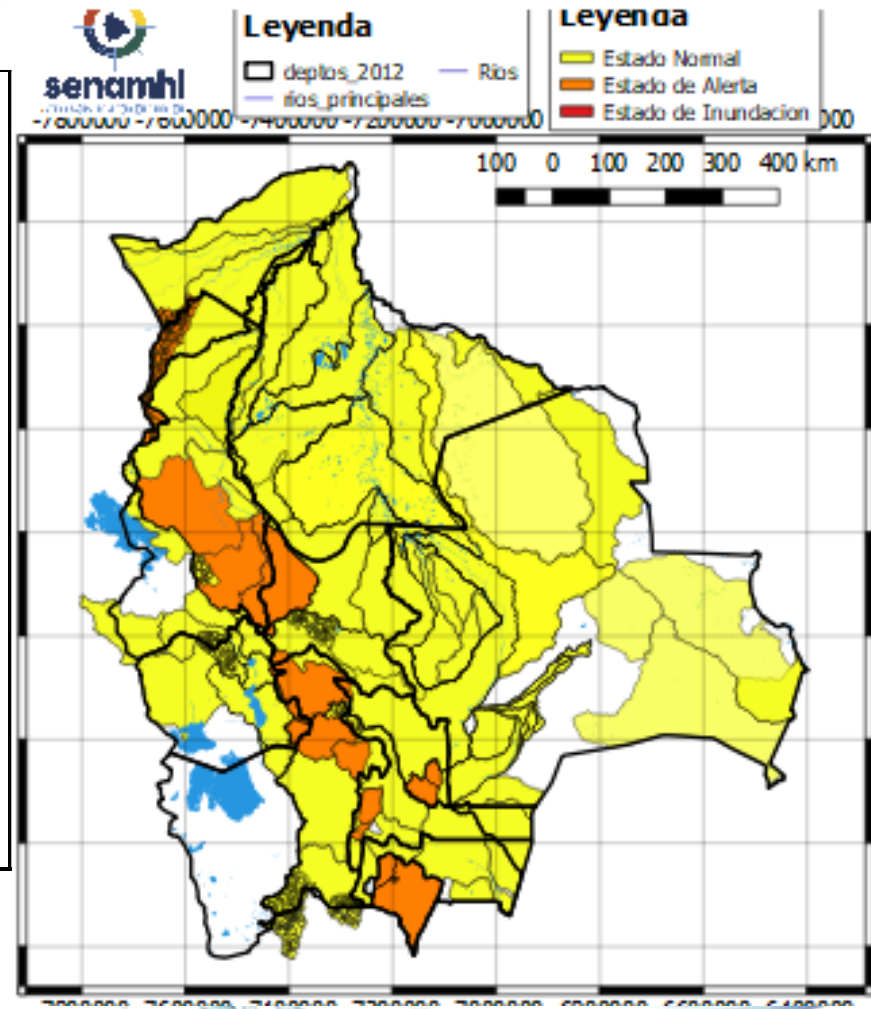 senamhi
Leyenda
deptos_2012
Rios
rios_principales
Leyenda
Estado Normal
Estado de Alerta
Estado de Inundacion
-7800000 -7600000 -7400000 -7200000 -7000000
100 0 100 200 300 400 km